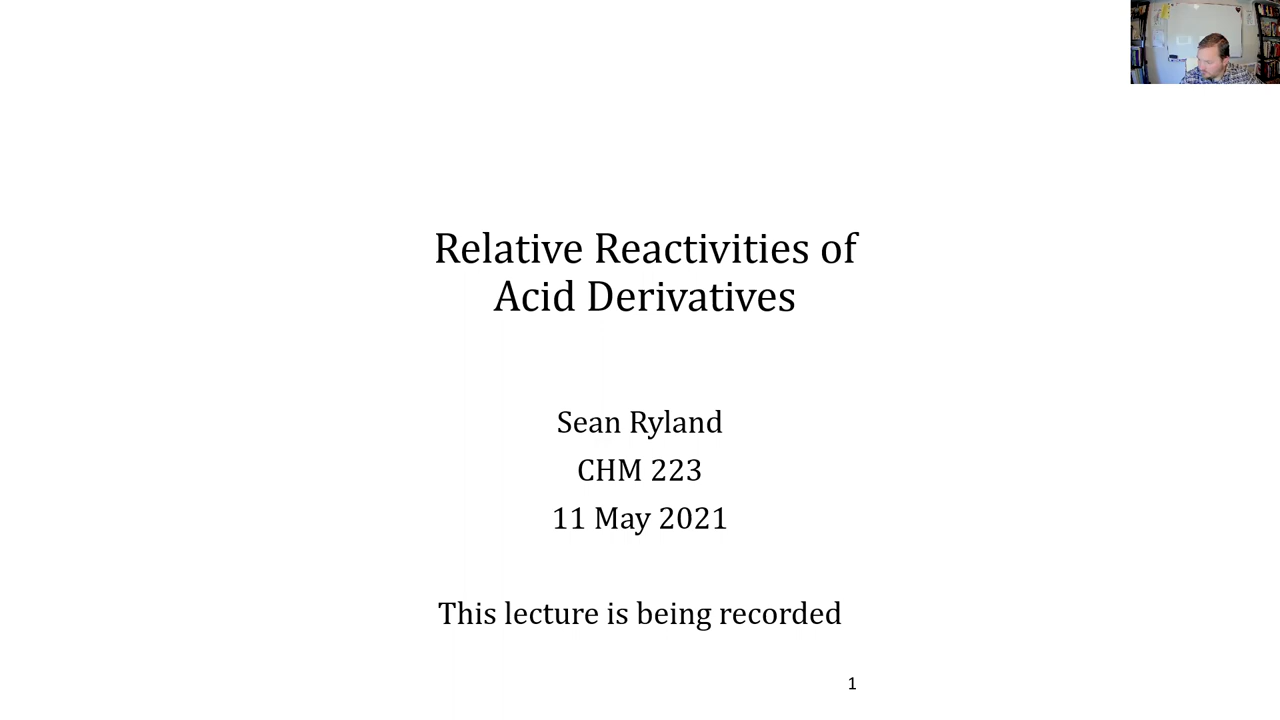 Relative Reactivities of
Acid Derivatives
Sean Ryland
CHM 223
11 May 2021
This lecture is being recorded
1